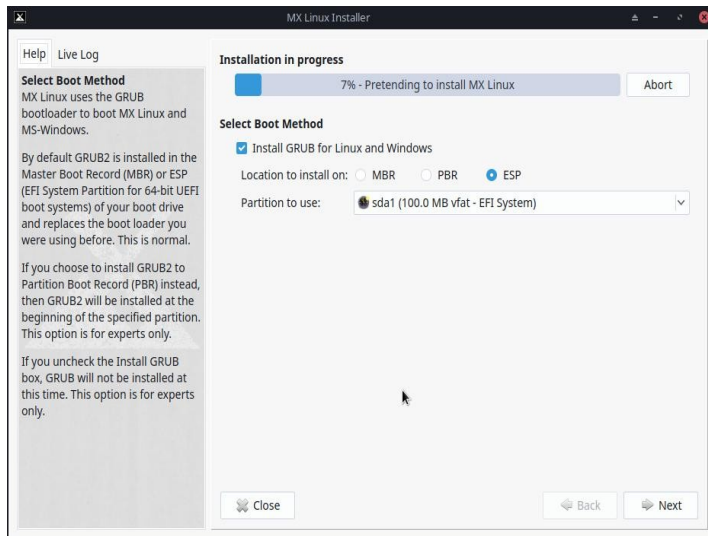 MX Linux Installer
Help Live Log
Select Boot Method
MX Linux uses the GRUB
bootloader to boot MX Linux and
MS-Windows.
By default GRUB2 is installed in the
Master Boot Record (MBR) or ESP
(EFI System Partition for 64-bit UEFI
boot systems) of your boot drive
and replaces the boot loader you
were using before. This is normal.
If you choose to install GRUB2 to
Partition Boot Record (PBR) instead,
then GRUB2 will be installed at the
beginning of the specified partition.
This option is for experts only.
If you uncheck the Install GRUB
box, GRUB will not be installed at
this time. This option is for experts
only.
Installation in progress
7% - Pretending to install MX Linux
Abort
Select Boot Method
Install GRUB for Linux and Windows
Location to install on: MBR PBR ESP
Partition to use: sda1 (100.0 MB vfat - EFI System)
Close Back Next